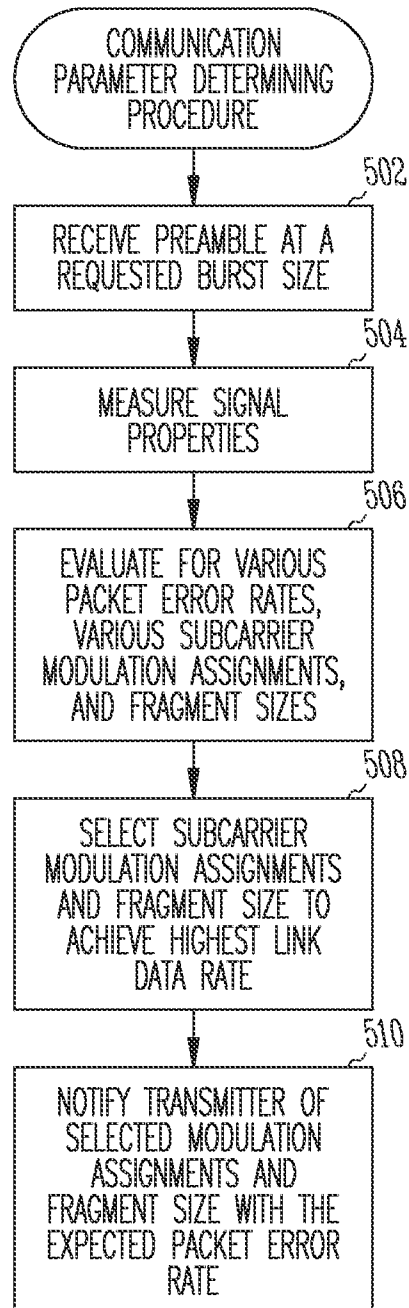 COMMUNICATION
PARAMETER DETERMINING
PROCEDURE
502
RECEIVE PREAMBLE AT A
REQUESTED BURST SIZE
504
MEASURE SIGNAL
PROPERTIES
506
EVALUATE FOR VARIOUS
PACKET ERROR RATES,
VARIOUS SUBCARRIER
MODULATION ASSIGNMENTS,
AND FRAGMENT SIZES
508
SELECT SUBCARRIER
MODULATION ASSIGNMENTS
AND FRAGMENT SIZE TO
ACHIEVE HIGHEST LINK
DATA RATE
510
NOTIFY TRANSMITTER OF
SELECTED MODULATION
ASSIGNMENTS AND
FRAGMENT SIZE WITH THE
EXPECTED PACKET ERROR
RATE